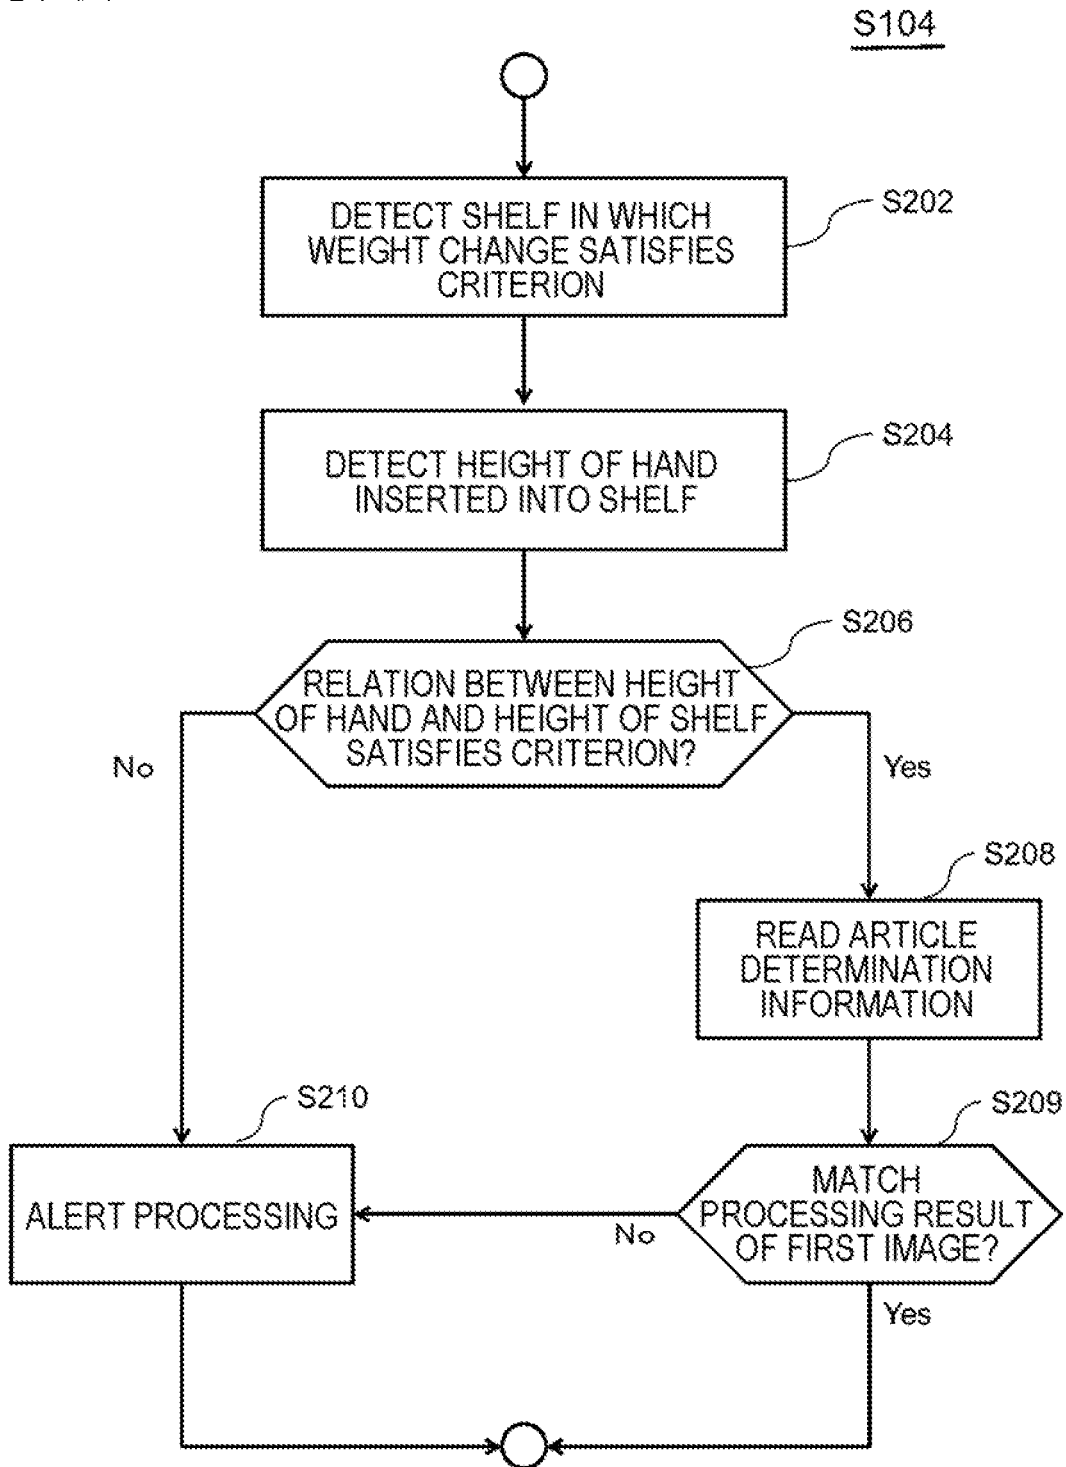 S104
DETECT SHELF IN WHICH
WEIGHT CHANGE SATISFIES
CRITERION
S202
DETECT HEIGHT OF HAND
INSERTED INTO SHELF
S204
RELATION BETWEEN HEIGHT
OF HAND AND HEIGHT OF SHELF
SATISFIES CRITERION?
S206
No
Yes
READ ARTICLE
DETERMINATION
INFORMATION
S208
ALERT PROCESSING
S210
MATCH
PROCESSING RESULT
OF FIRST IMAGE?
S209
No
Yes